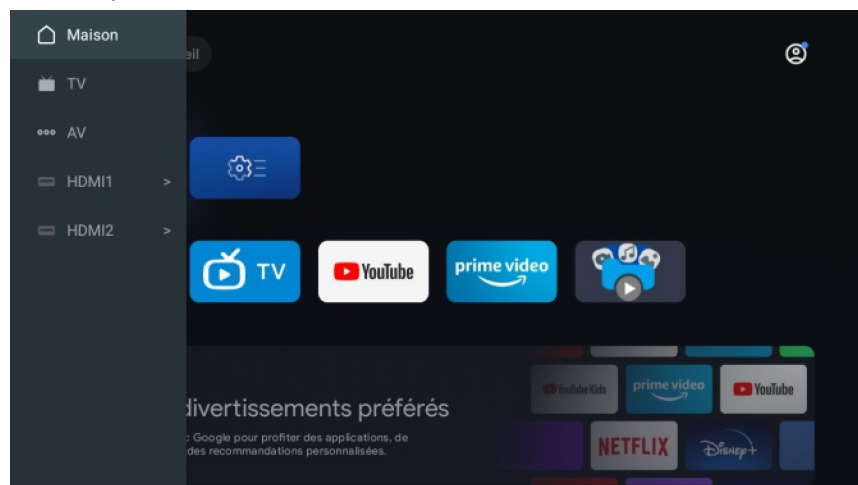 Maison
eil
TV
AV
HDMI1 >
HDMI2 >
TV
YouTube
prime video
YouTube Kids
prime video
YouTube
divertissements préférés
: Google pour profiter des applications, de
des recommandations personnalisées.
NETFLIX
Disney+